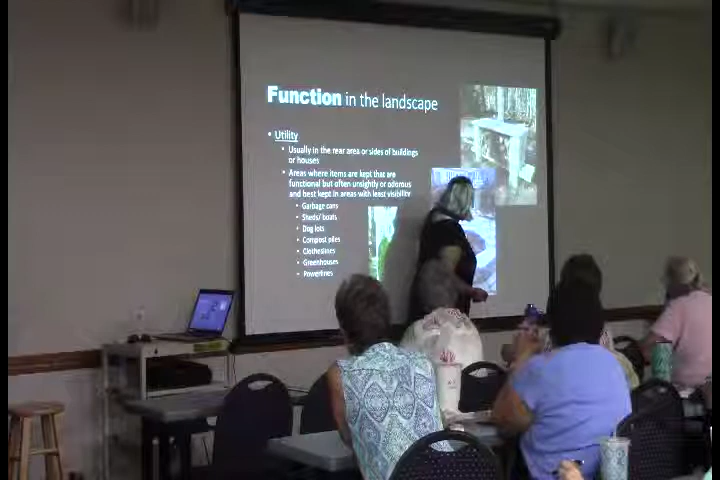 Function in the landscape
• Utility
• Usually in the rear area or sides of buildings
or houses
• Areas where items are kept that are
functional but often unsightly or odorous
and best kept in areas with least visibility
• Garbage cans
• Sheds/ boats
• Dog lots
• Compost piles
• Clotheslines
• Greenhouses
• Powerlines